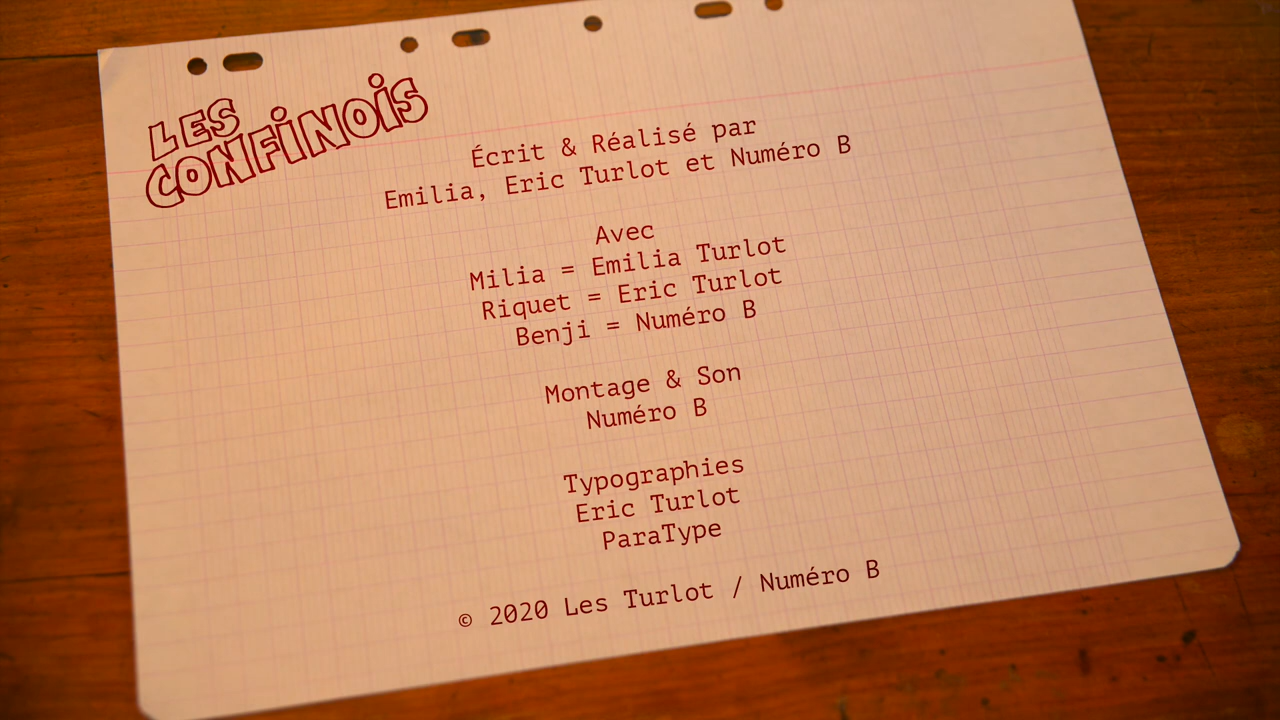 LES
CONFINOIS
Écrit & Réalisé par
Emilia, Eric Turlot et Numéro B
Avec
Milia = Emilia Turlot
Riquet = Eric Turlot
Benji = Numéro B
Montage & Son
Numéro B
Typographies
Eric Turlot
ParaType
© 2020 Les Turlot / Numéro B